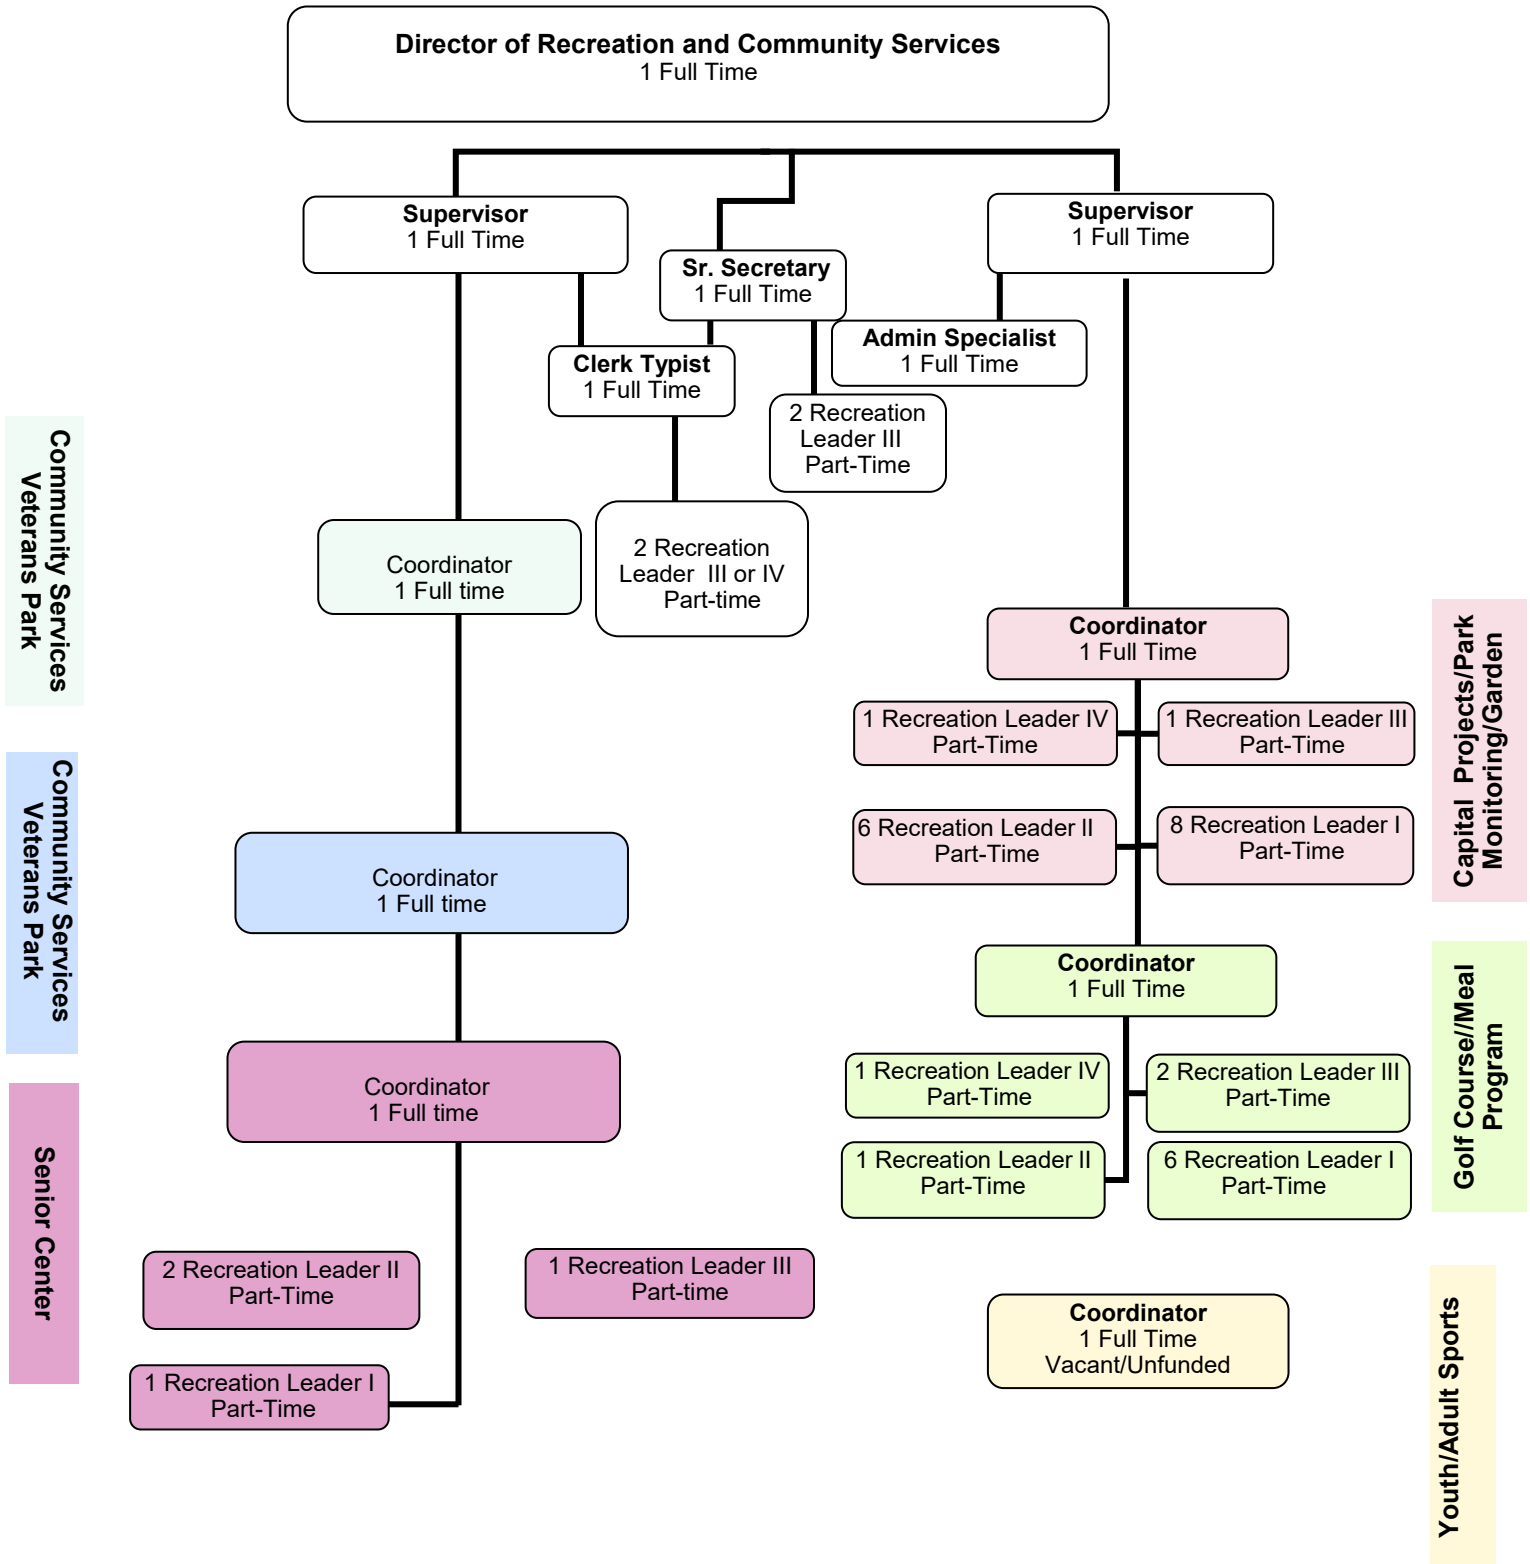 Director of Recreation and Community Services
1 Full Time
Supervisor
1 Full Time
Sr. Secretary
1 Full Time
Supervisor
1 Full Time
Clerk Typist
1 Full Time
Admin Specialist
1 Full Time
2 Recreation
Leader III
Part-Time
Community Services
Veterans Park
Coordinator
1 Full time
2 Recreation
Leader III or IV
Part-time
Coordinator
1 Full Time
1 Recreation Leader IV
Part-Time
1 Recreation Leader III
Part-Time
6 Recreation Leader II
Part-Time
8 Recreation Leader I
Part-Time
Capital Projects/Park
Monitoring/Garden
Community Services
Veterans Park
Coordinator
1 Full time
Coordinator
1 Full Time
1 Recreation Leader IV
Part-Time
2 Recreation Leader III
Part-Time
1 Recreation Leader II
Part-Time
6 Recreation Leader I
Part-Time
Golf Course//Meal
Program
Senior Center
Coordinator
1 Full time
2 Recreation Leader II
Part-Time
1 Recreation Leader III
Part-time
1 Recreation Leader I
Part-Time
Coordinator
1 Full Time
Vacant/Unfunded
Youth/Adult Sports